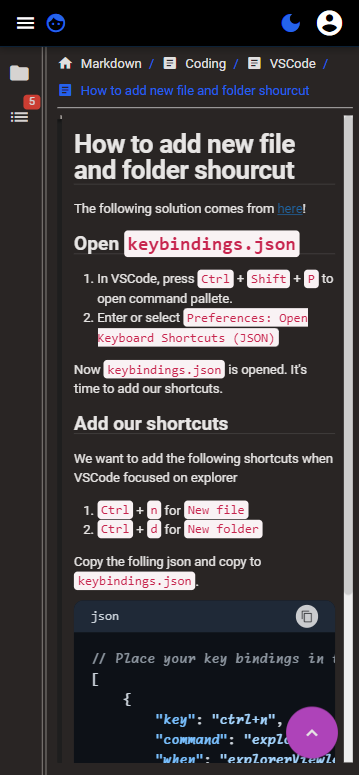 Markdown / Coding / VSCode /
How to add new file and folder shourcut
5
How to add new file
and folder shourcut
The following solution comes from here!
Open keybindings.json
1. In VSCode, press Ctrl + Shift + P to
open command pallete.
2. Enter or select Preferences: Open
Keyboard Shortcuts (JSON)
Now keybindings.json is opened. It's
time to add our shortcuts.
Add our shortcuts
We want to add the following shortcuts when
VSCode focused on explorer
1. Ctrl + n for New file
2. Ctrl + d for New folder
Copy the folling json and copy to
keybindings.json.
json
// Place your key bindings in
[
{
"key": "ctrl+n",
"command": "explo
"when": "explorerViewle